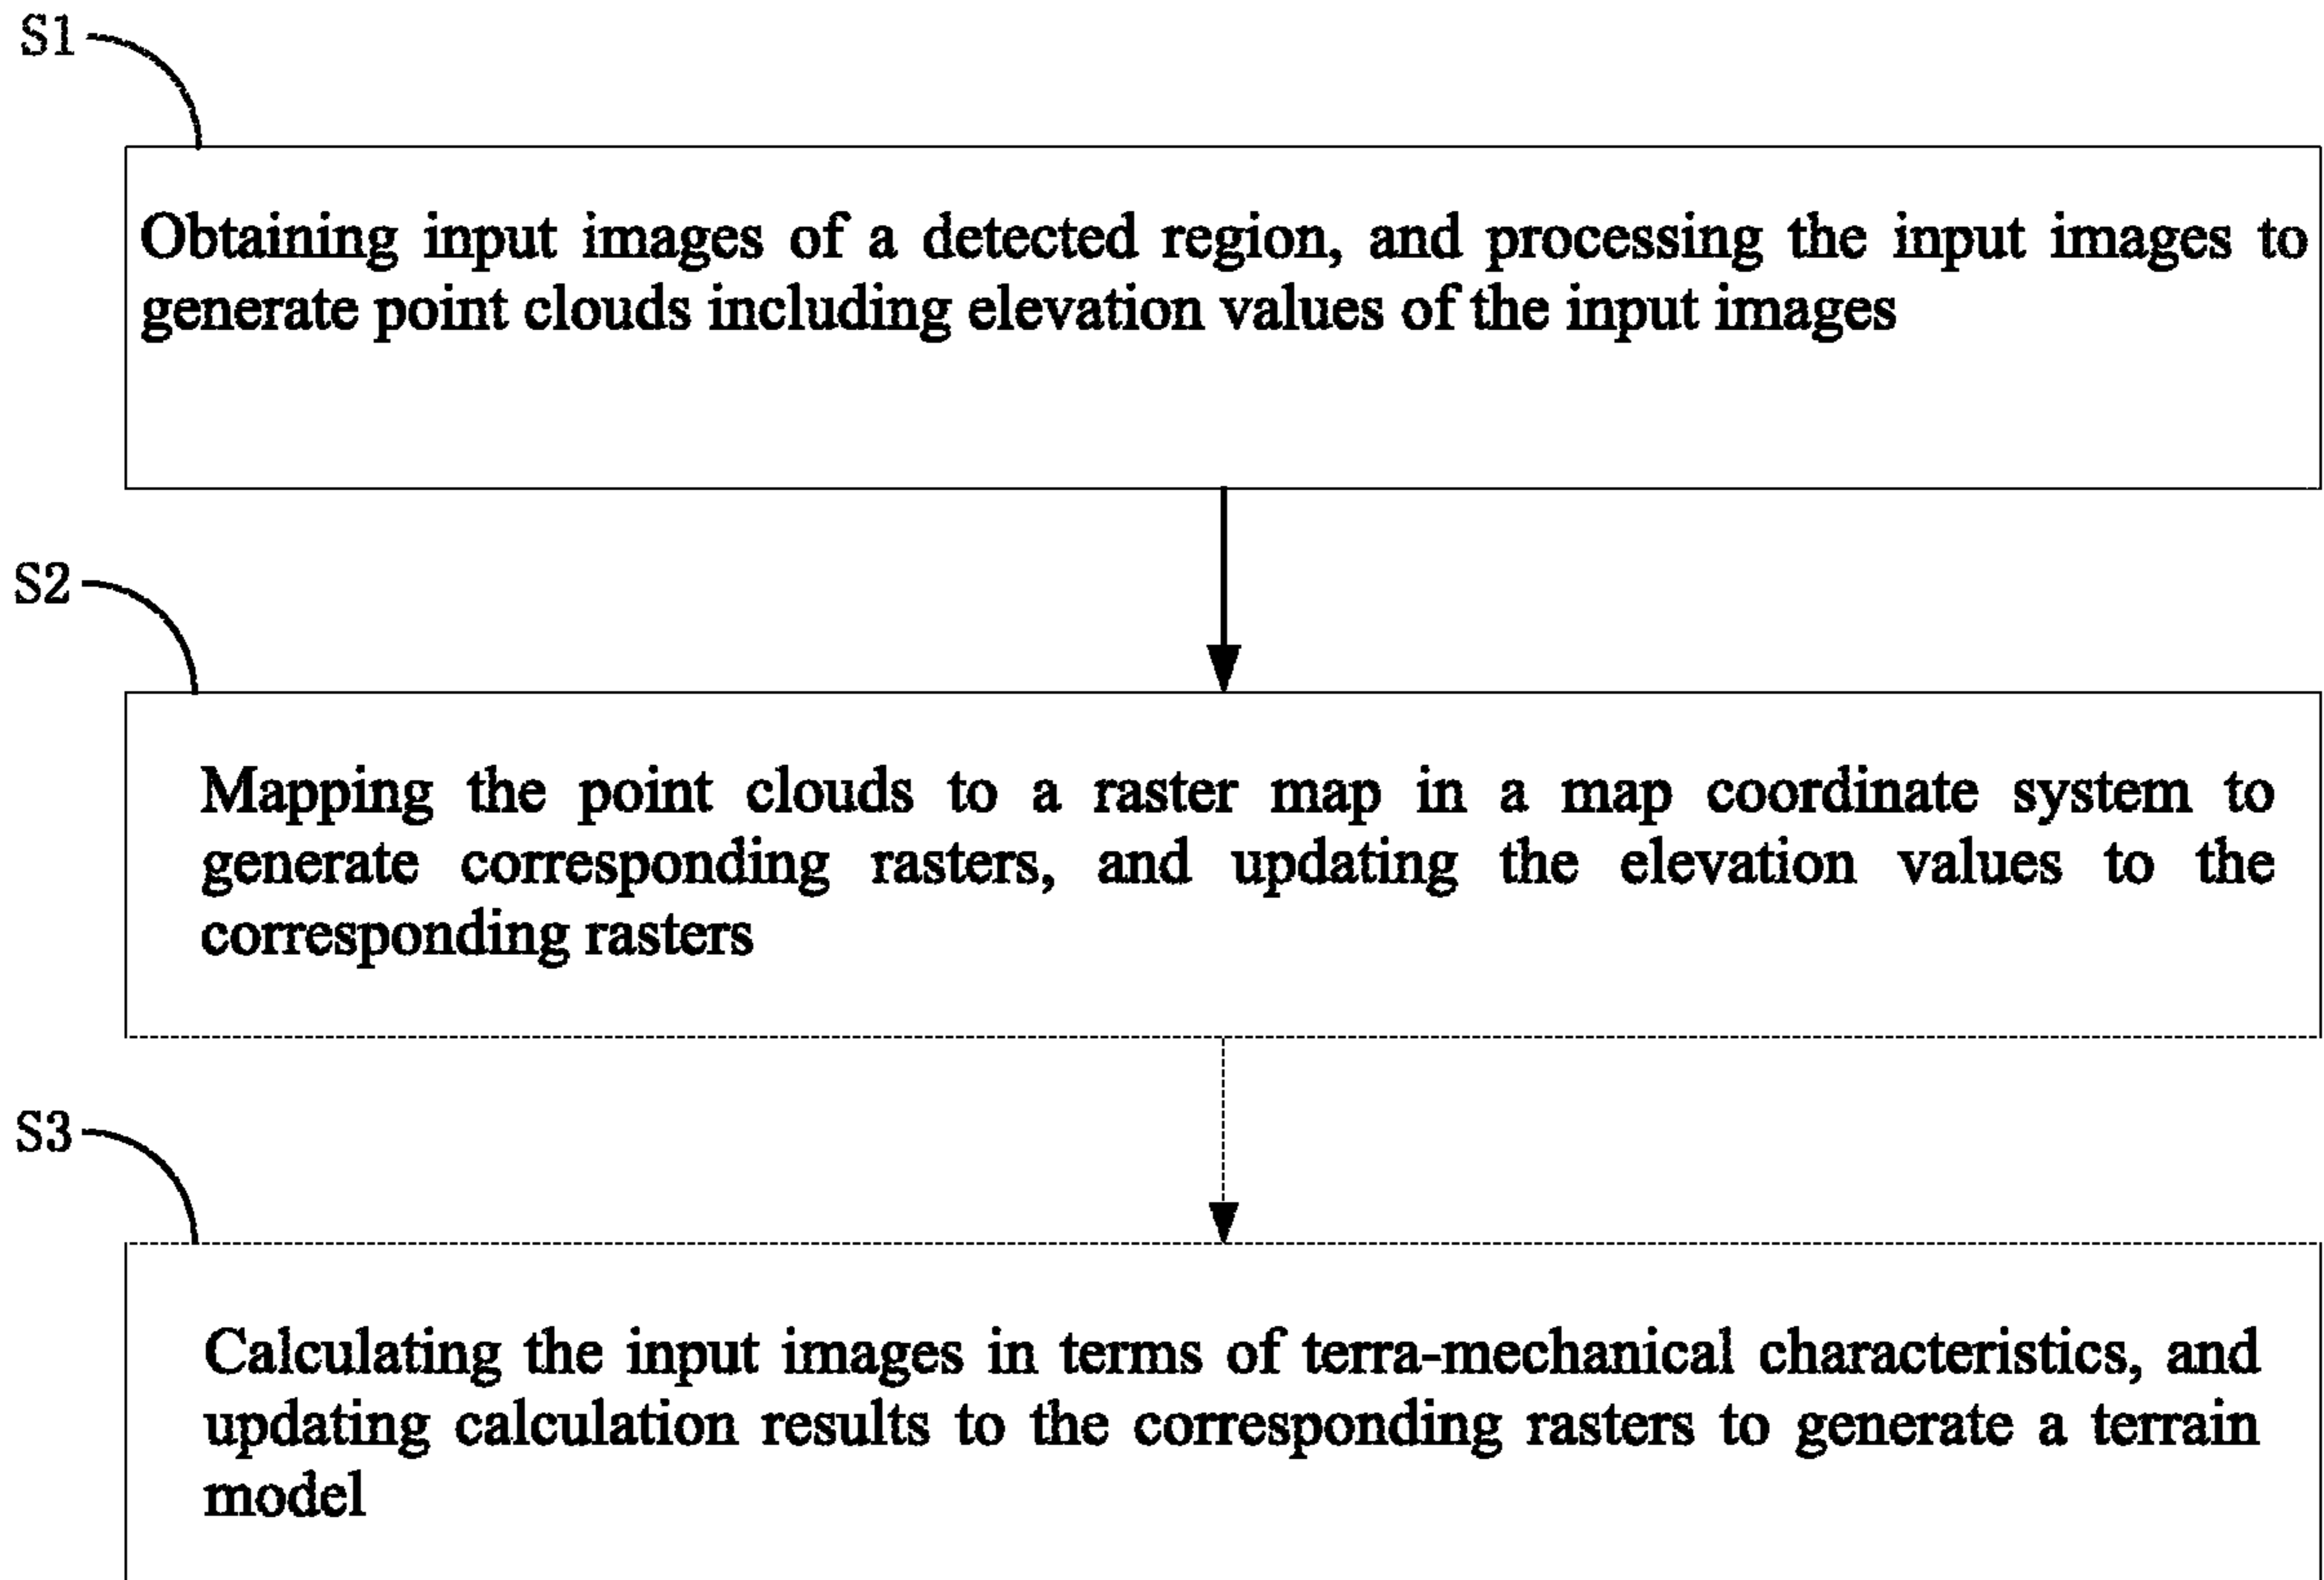 S1
Obtaining input images of a detected region, and processing the input images to
generate point clouds including elevation values of the input images
S2
Mapping the point clouds to a raster map in a map coordinate system to
generate corresponding rasters, and updating the elevation values to the
corresponding rasters
S3
Calculating the input images in terms of terra-mechanical characteristics, and
updating calculation results to the corresponding rasters to generate a terrain
model